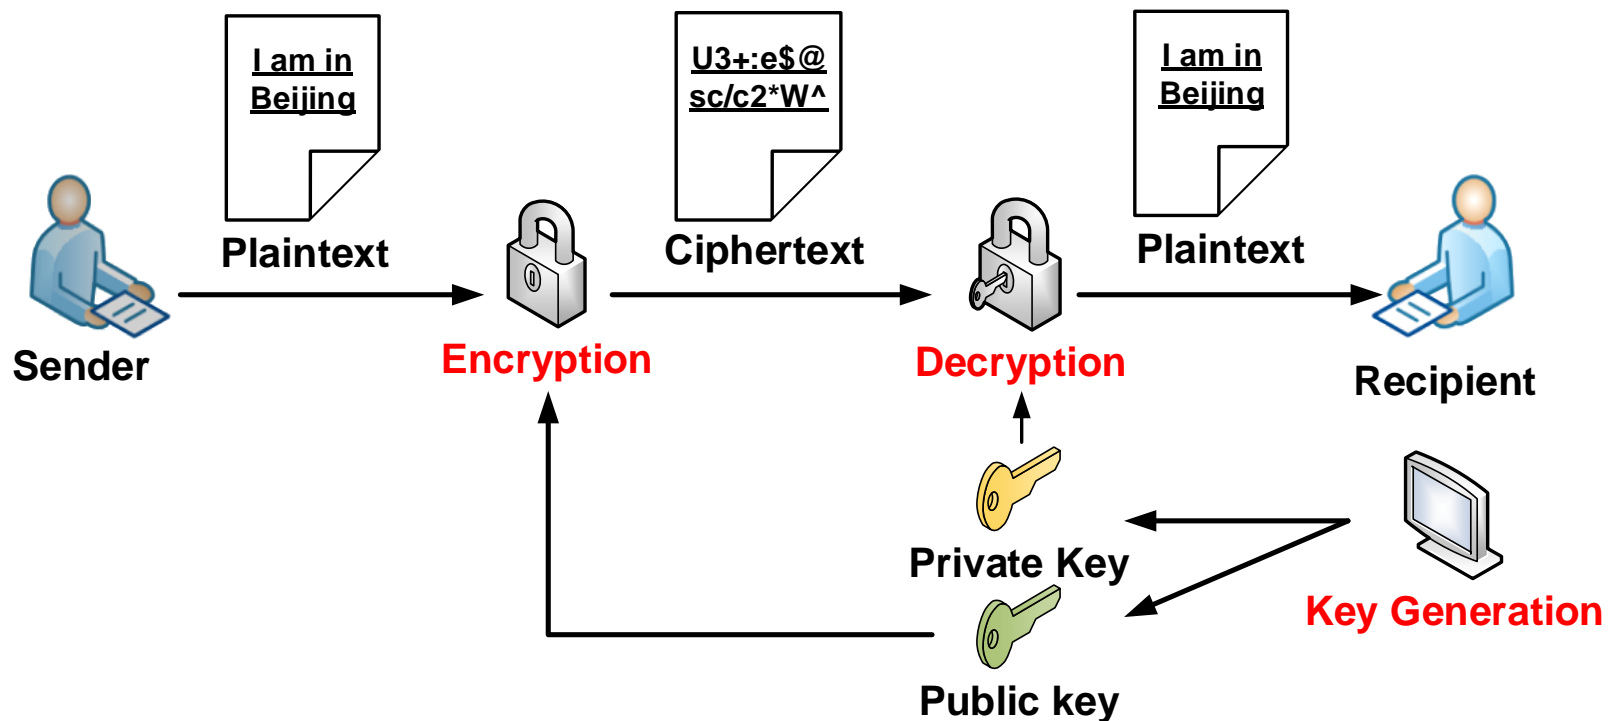 I am in
Beijing
U3+:e$@
sc/c2*W^
I am in
Beijing
Plaintext
Ciphertext
Plaintext
Sender
Encryption
Decryption
Recipient
Private Key
Key Generation
Public key